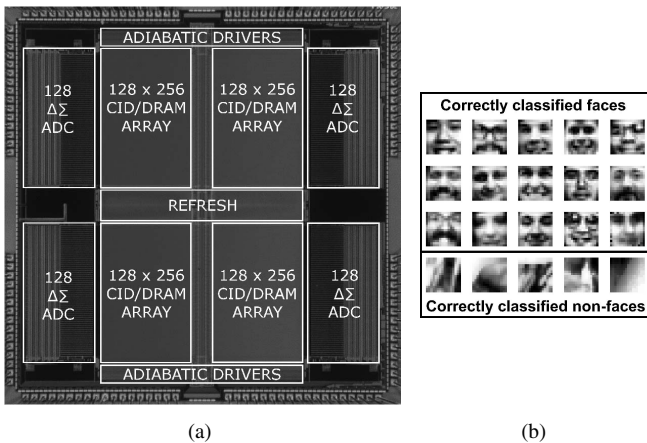 ADIABATIC DRIVERS
128
ΔΣ
ADC
128 x 256
CID/DRAM
ARRAY
128 x 256
CID/DRAM
ARRAY
128
ΔΣ
ADC
REFRESH
128
ΔΣ
ADC
128 x 256
CID/DRAM
ARRAY
128 x 256
CID/DRAM
ARRAY
128
ΔΣ
ADC
ADIABATIC DRIVERS
(a)
Correctly classified faces
Correctly classified non-faces
(b)